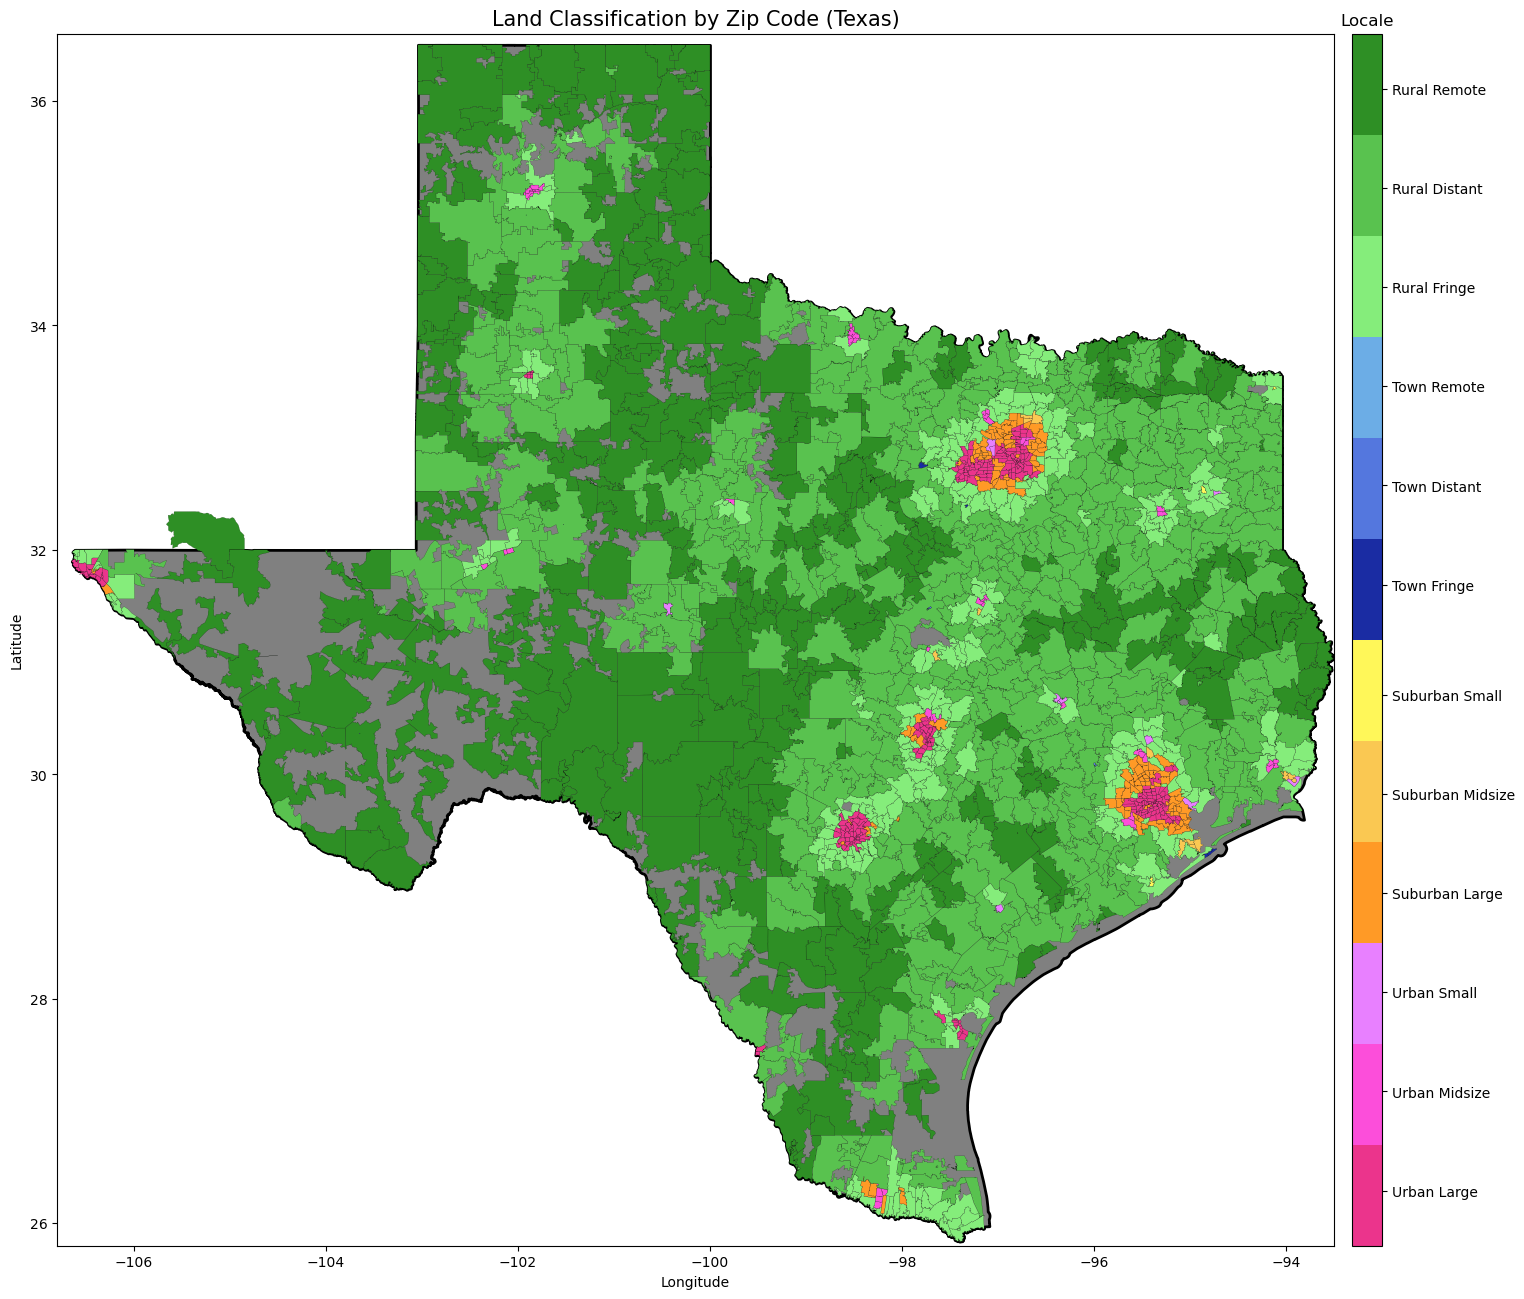 Land Classification by Zip Code (Texas)
Locale
Rural Remote
Rural Distant
Rural Fringe
Town Remote
Town Distant
Town Fringe
Suburban Small
Suburban Midsize
Suburban Large
Urban Small
Urban Midsize
Urban Large
Latitude
36
34
32
30
28
26
−106
−104
−102
−100
−98
−96
−94
Longitude